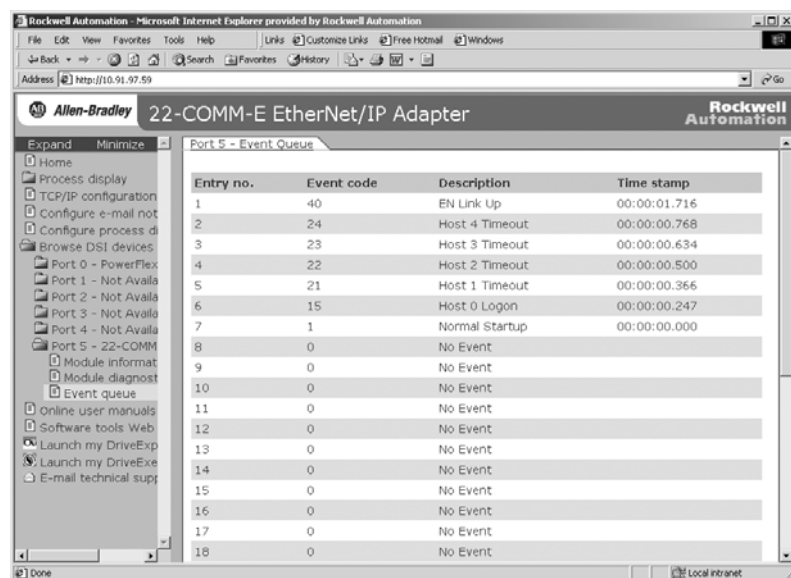 Rockwell Automation - Microsoft Internet Explorer provided by Rockwell Automation
File Edit View Favorites Tools Help Links Customize Links Free Hotmail Windows
Back Search Favorites History
Address http://10.91.97.59 Go
AB Allen-Bradley 22-COMM-E EtherNet/IP Adapter Rockwell Automation
Expand Minimize
Home
Process display
TCP/IP configuration
Configure e-mail not
Configure process di
Browse DSI devices
Port 0 - PowerFlex
Port 1 - Not Availa
Port 2 - Not Availa
Port 3 - Not Availa
Port 4 - Not Availa
Port 5 - 22-COMM
Module informat
Module diagnost
Event queue
Online user manuals
Software tools Web
Launch my DriveExp
Launch my DriveExe
E-mail technical supp
Port 5 - Event Queue
Entry no. Event code Description Time stamp
1 40 EN Link Up 00:00:01.716
2 24 Host 4 Timeout 00:00:00.768
3 23 Host 3 Timeout 00:00:00.634
4 22 Host 2 Timeout 00:00:00.500
5 21 Host 1 Timeout 00:00:00.366
6 15 Host 0 Logon 00:00:00.247
7 1 Normal Startup 00:00:00.000
8 0 No Event
9 0 No Event
10 0 No Event
11 0 No Event
12 0 No Event
13 0 No Event
14 0 No Event
15 0 No Event
16 0 No Event
17 0 No Event
18 0 No Event
Done Local intranet